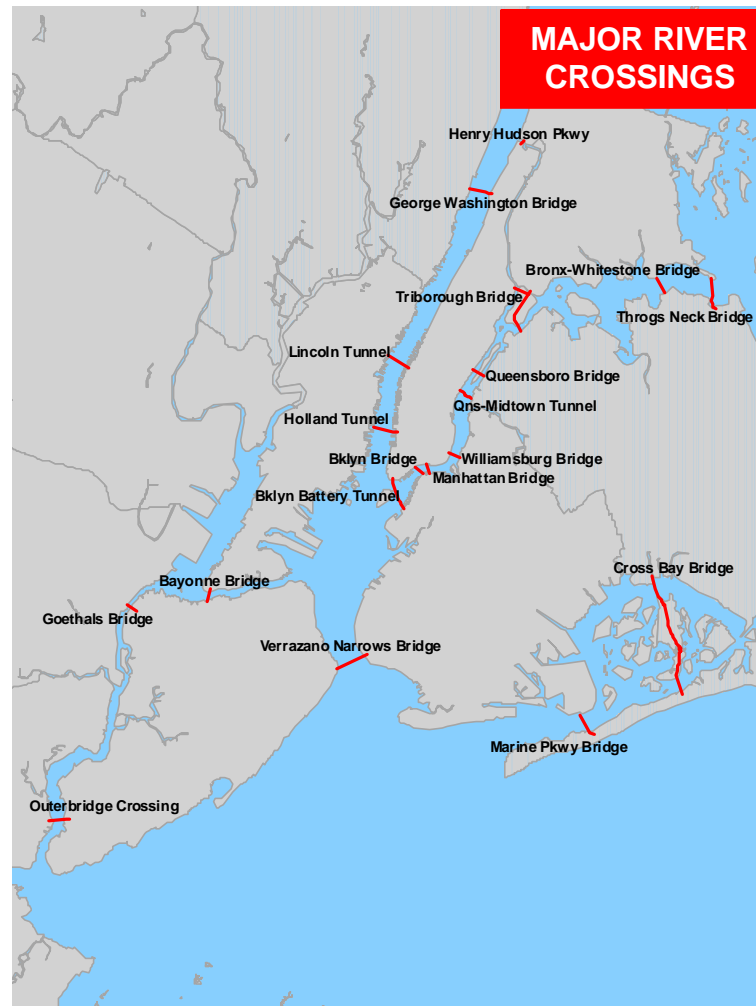 MAJOR RIVER
CROSSINGS
Henry Hudson Pkwy
George Washington Bridge
Bronx-Whitestone Bridge
Triborough Bridge
Throgs Neck Bridge
Lincoln Tunnel
Queensboro Bridge
Qns-Midtown Tunnel
Holland Tunnel
Bklyn Bridge
Williamsburg Bridge
Manhattan Bridge
Bklyn Battery Tunnel
Cross Bay Bridge
Bayonne Bridge
Goethals Bridge
Verrazano Narrows Bridge
Marine Pkwy Bridge
Outerbridge Crossing